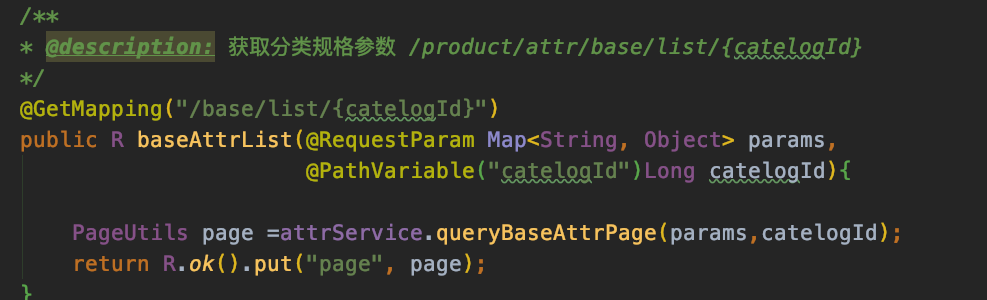 /**
* @description: 获取分类规格参数 /product/attr/base/list/{catelogId}
*/
@GetMapping("/base/list/{catelogId}")
public R baseAttrList(@RequestParam Map<String, Object> params,
@PathVariable("catelogId")Long catelogId){
PageUtils page =attrService.queryBaseAttrPage(params,catelogId);
return R.ok().put("page", page);
}